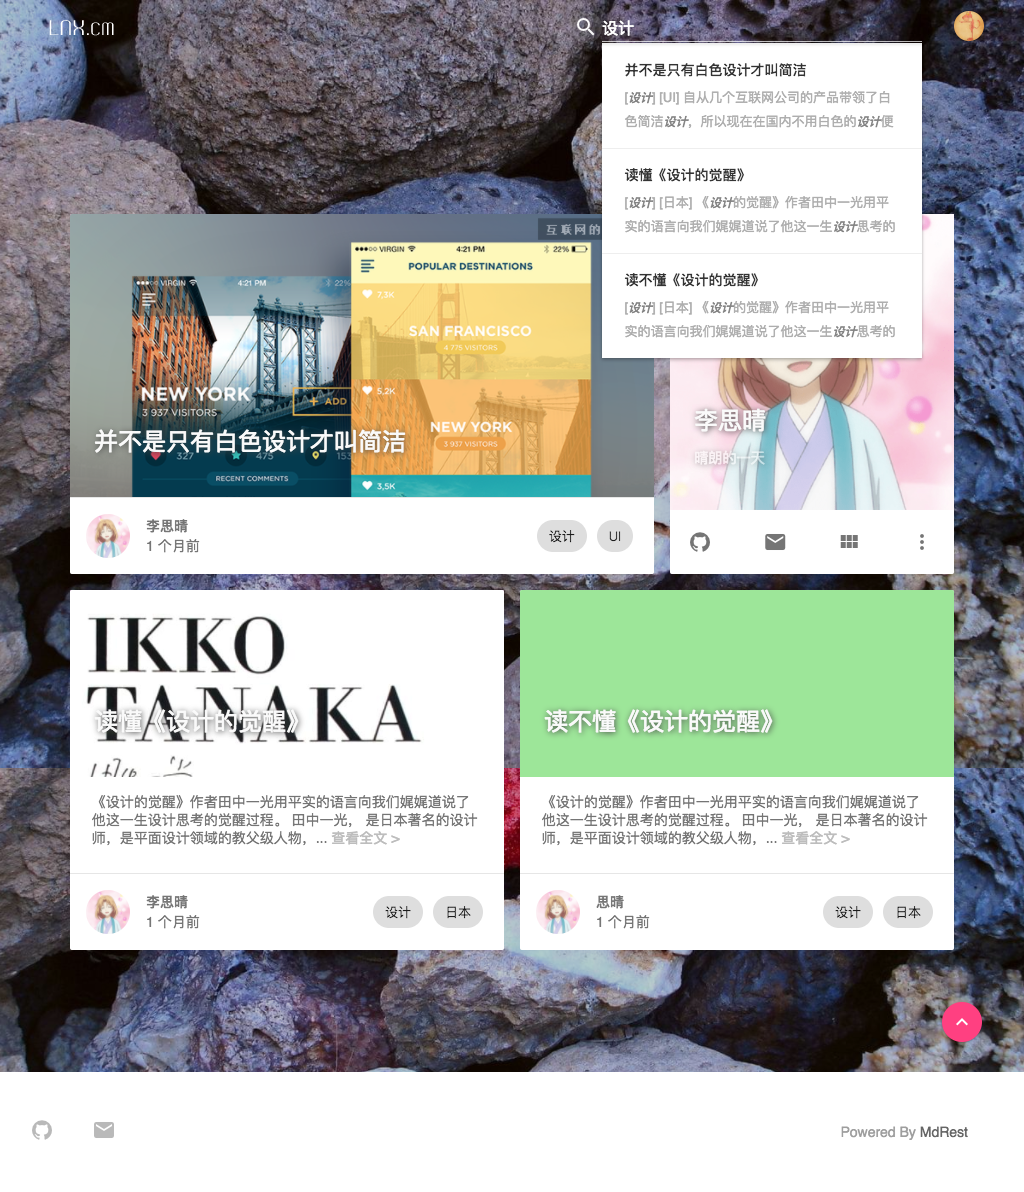 LNX.cm
设计
并不是只有白色设计才叫简洁
[设计] [UI] 自从几个互联网公司的产品带领了白
色简洁设计，所以现在在国内不用白色的设计便
读懂《设计的觉醒》
[设计] [日本] 《设计的觉醒》作者田中一光用平
实的语言向我们娓娓道说了他这一生设计思考的
读不懂《设计的觉醒》
[设计] [日本] 《设计的觉醒》作者田中一光用平
实的语言向我们娓娓道说了他这一生设计思考的
互联网的
VIRGIN 4:21 PM 22%
POPULAR DESTINATIONS
7,3K
SAN FRANCISCO
4 775 VISITORS
5,2K
NEW YORK
3 937 VISITORS
3,5K
VIRGIN 4:21 PM 22%
NEW YORK
3 937 VISITORS
+ ADD
并不是只有白色设计才叫简洁
327 475 153
RECENT COMMENTS
李思晴
1 个月前
设计 UI
李思晴
晴朗的一天
IKKO
TANAKA
读懂《设计的觉醒》
《设计的觉醒》作者田中一光用平实的语言向我们娓娓道说了
他这一生设计思考的觉醒过程。 田中一光， 是日本著名的设计
师，是平面设计领域的教父级人物，... 查看全文 >
李思晴
1 个月前
设计 日本
读不懂《设计的觉醒》
《设计的觉醒》作者田中一光用平实的语言向我们娓娓道说了
他这一生设计思考的觉醒过程。 田中一光， 是日本著名的设计
师，是平面设计领域的教父级人物，... 查看全文 >
思晴
1 个月前
设计 日本
Powered By MdRest